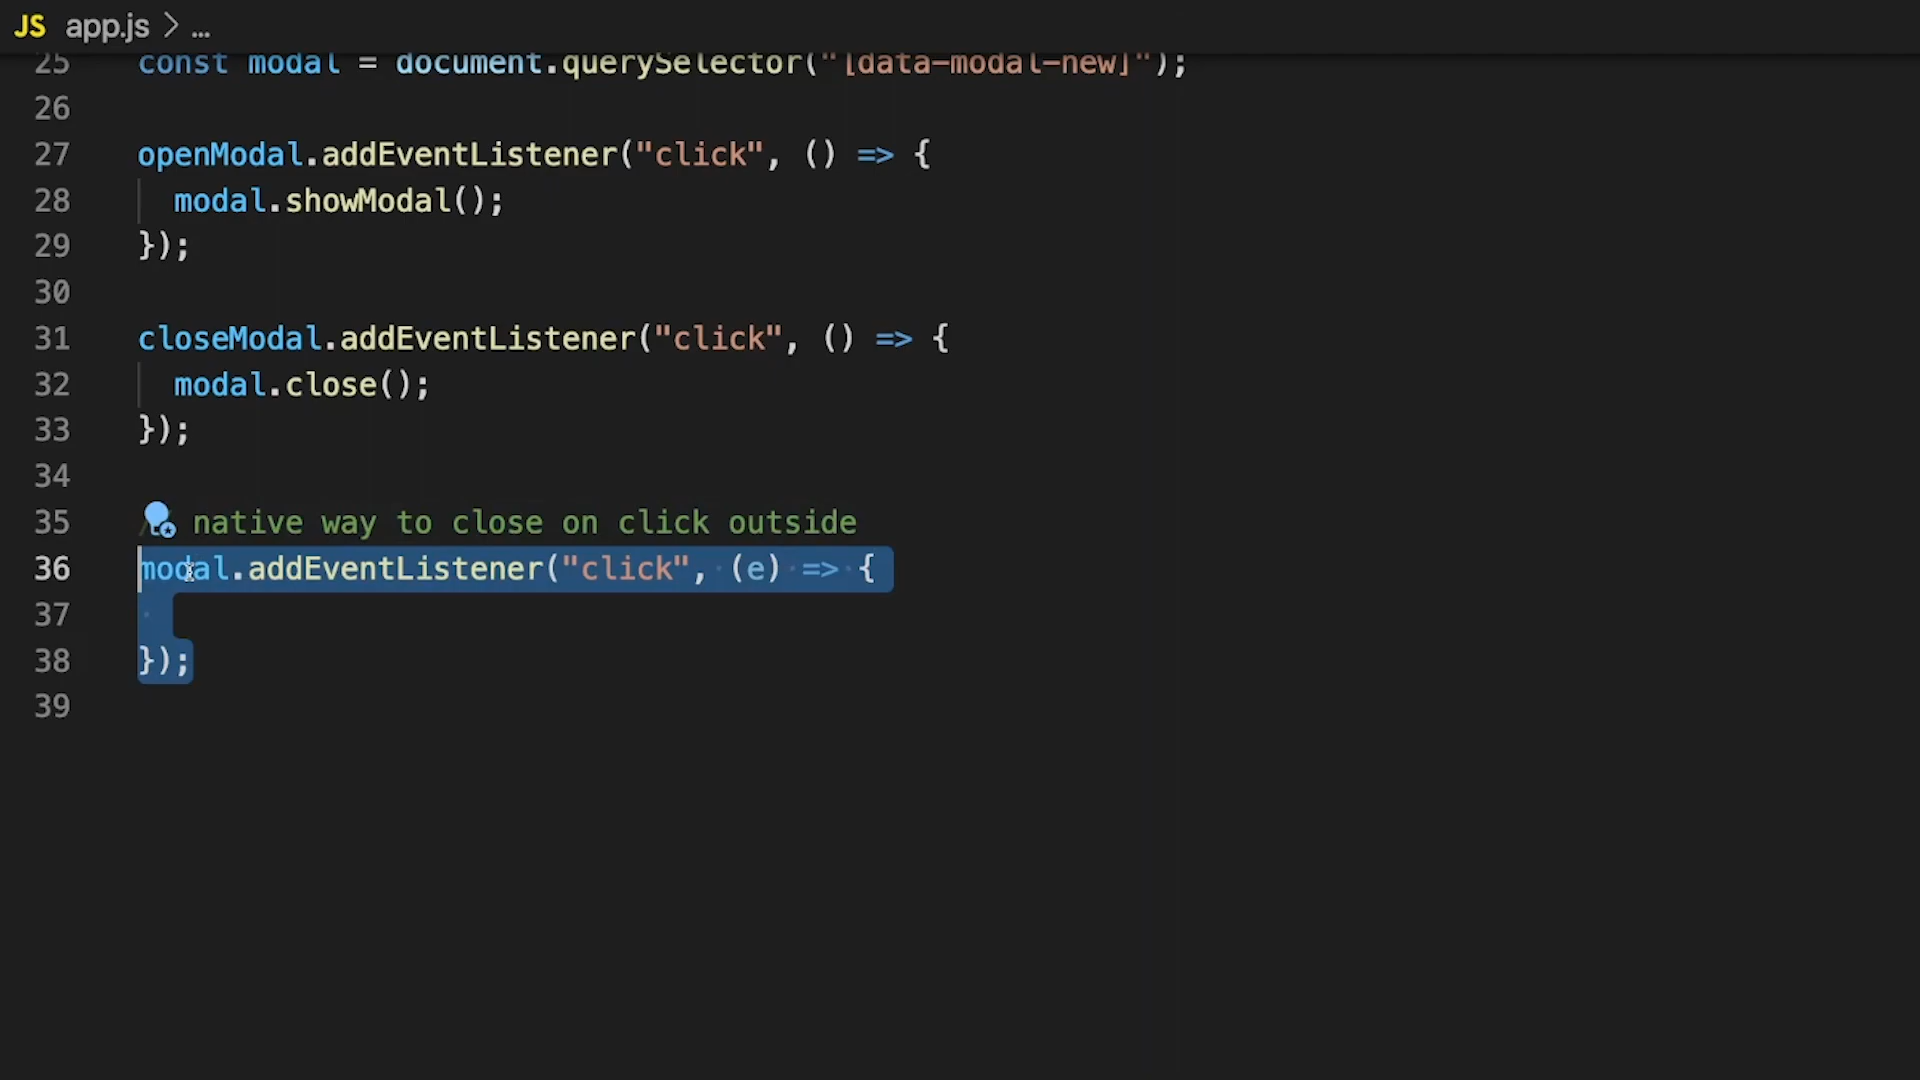 JS app.js > ...
25 const modal = document.querySelector("[data-modal-new]");
26
27 openModal.addEventListener("click", () => {
28 modal.showModal();
29 });
30
31 closeModal.addEventListener("click", () => {
32 modal.close();
33 });
34
35 // native way to close on click outside
36 modal.addEventListener("click", (e) => {
37
38 });
39